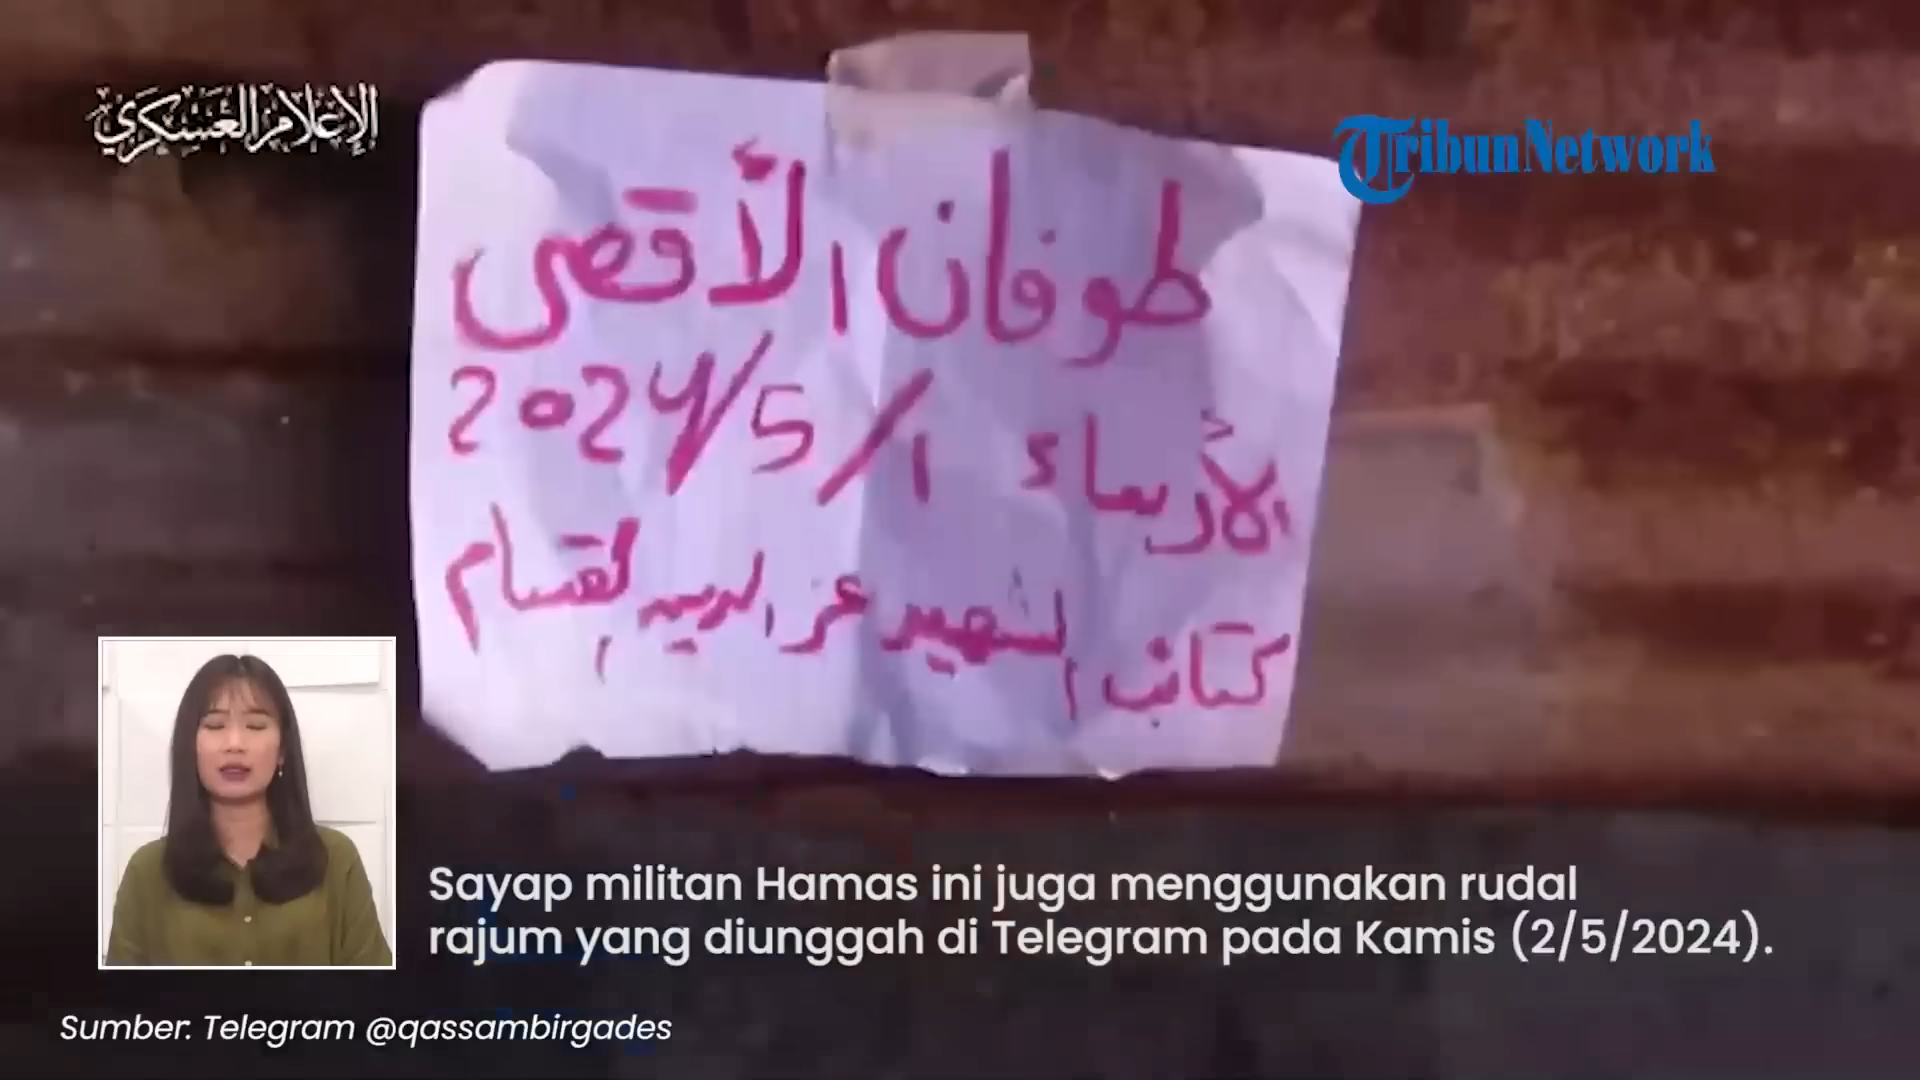 الإعلام العسكري
TribunNetwork
طوفان الأقصى
الأربعاء 1/5/2024
كتائب الشهيد عز الدين القسام
Sayap militan Hamas ini juga menggunakan rudal
rajum yang diunggah di Telegram pada Kamis (2/5/2024).
Sumber: Telegram @qassambirgades